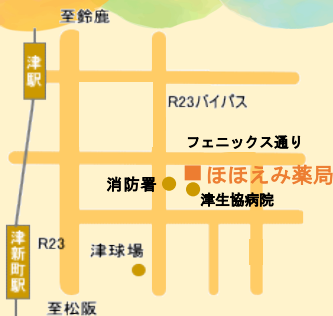 至鈴鹿
津駅
R23バイパス
フェニックス通り
ほほえみ薬局
消防署
津生協病院
津新町駅
R23
津球場
至松阪